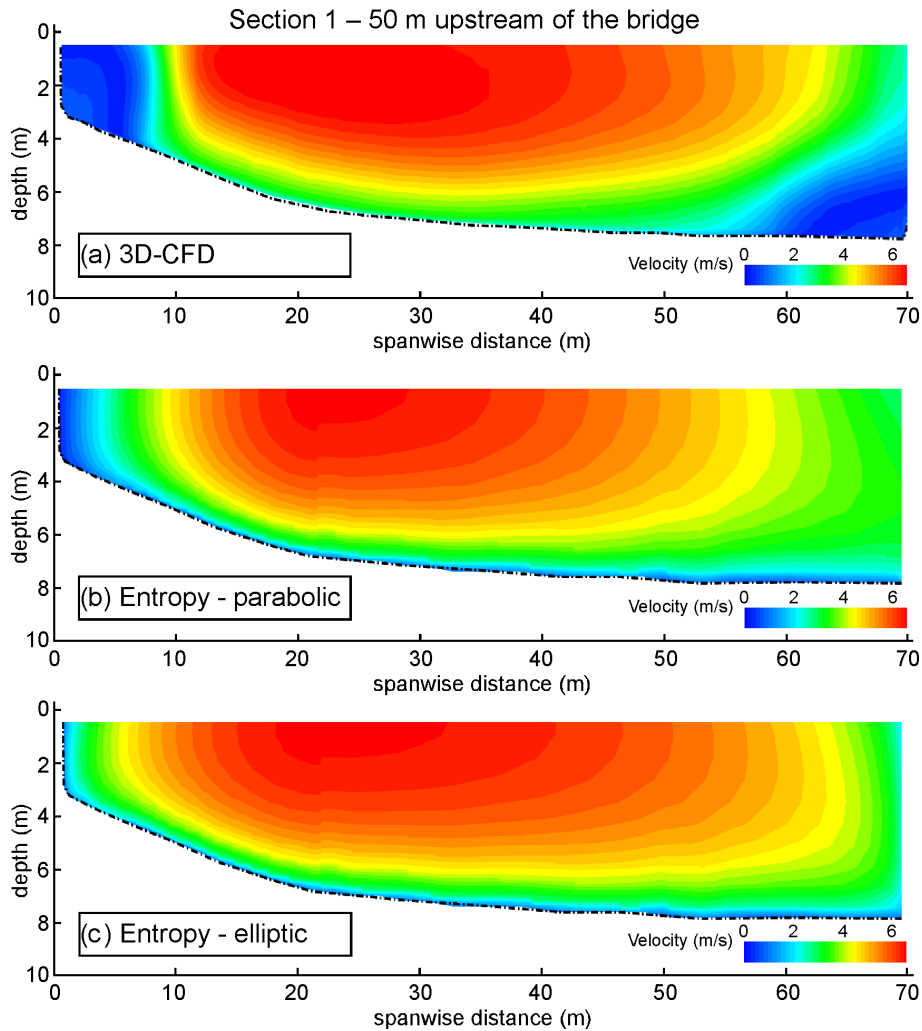 Section 1 – 50 m upstream of the bridge
0
2
4
6
8
10
depth (m)
(a) 3D-CFD
Velocity (m/s)
0 2 4 6
0 10 20 30 40 50 60 70
spanwise distance (m)
0
2
4
6
8
10
depth (m)
(b) Entropy - parabolic
Velocity (m/s)
0 2 4 6
0 10 20 30 40 50 60 70
spanwise distance (m)
0
2
4
6
8
10
depth (m)
(c) Entropy - elliptic
Velocity (m/s)
0 2 4 6
0 10 20 30 40 50 60 70
spanwise distance (m)